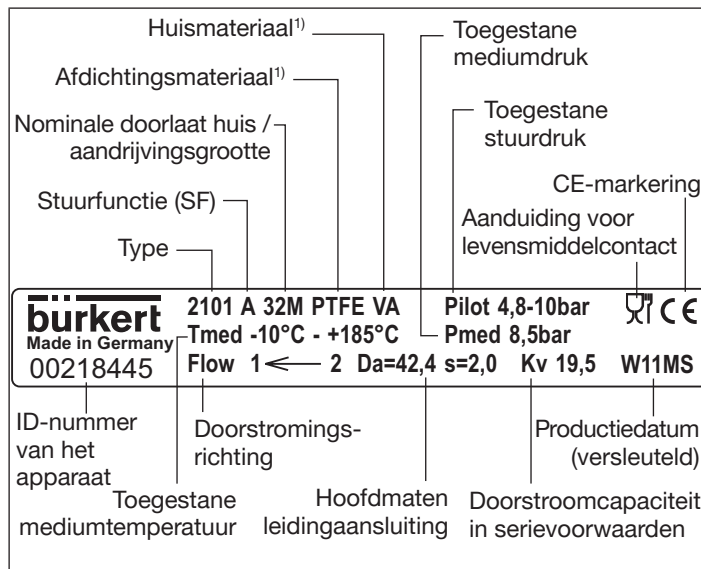 Huismateriaal¹⁾
Toegestane
mediumdruk
Afdichtingsmateriaal¹⁾
Toegestane
stuurdruk
Nominale doorlaat huis /
aandrijvingsgrootte
CE-markering
Stuurfunctie (SF)
Aanduiding voor
levensmiddelcontact
Type
bürkert
Made in Germany
00218445
2101 A 32M PTFE VA Pilot 4,8-10bar CE
Tmed -10°C - +185°C Pmed 8,5bar
Flow 1 ← 2 Da=42,4 s=2,0 Kv 19,5 W11MS
ID-nummer
van het
apparaat
Doorstromings-
richting
Productiedatum
(versleuteld)
Toegestane
mediumtemperatuur
Hoofdmaten
leidingaansluiting
Doorstroomcapaciteit
in serievoorwaarden